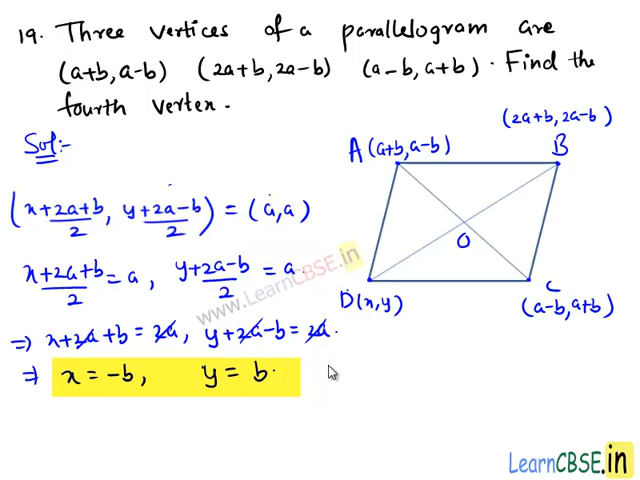 19. Three vertices of a parallelogram are
(a+b, a-b) (2a+b, 2a-b) (a-b, a+b). Find the
fourth vertex.
Sol:-
(2a+b, 2a-b)
A (a+b, a-b) B
(x+2a+b/2, y+2a-b/2) = (a, a)
O
x+2a+b/2 = a, y+2a-b/2 = a.
D(x, y) C
(a-b, a+b)
⇒ x+2a+b = 2a, y+2a-b = 2a.
⇒ x = -b, y = b.
www.LearnCBSE.in
LearnCBSE.in